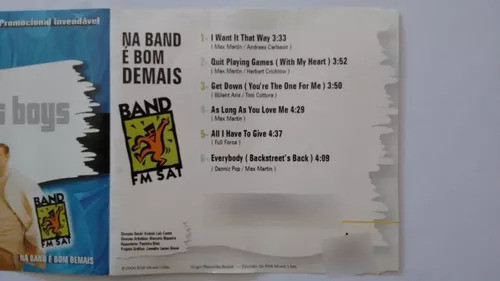 Promocional invendável
s boys
BAND
FM SAT
NA BAND É BOM DEMAIS
NA BAND
É BOM
DEMAIS
BAND
FM SAT
1- I Want It That Way 3:33
( Max Martin / Andreas Carlsson )
2- Quit Playing Games ( With My Heart ) 3:52
( Max Martin / Herbert Crichlow )
3- Get Down ( You're The One For Me ) 3:50
( Bülent Aris / Toni Cottura )
4- As Long As You Love Me 4:29
( Max Martin )
5- All I Have To Give 4:37
( Full Force )
6- Everybody ( Backstreet's Back ) 4:09
( Dennic Pop / Max Martin )